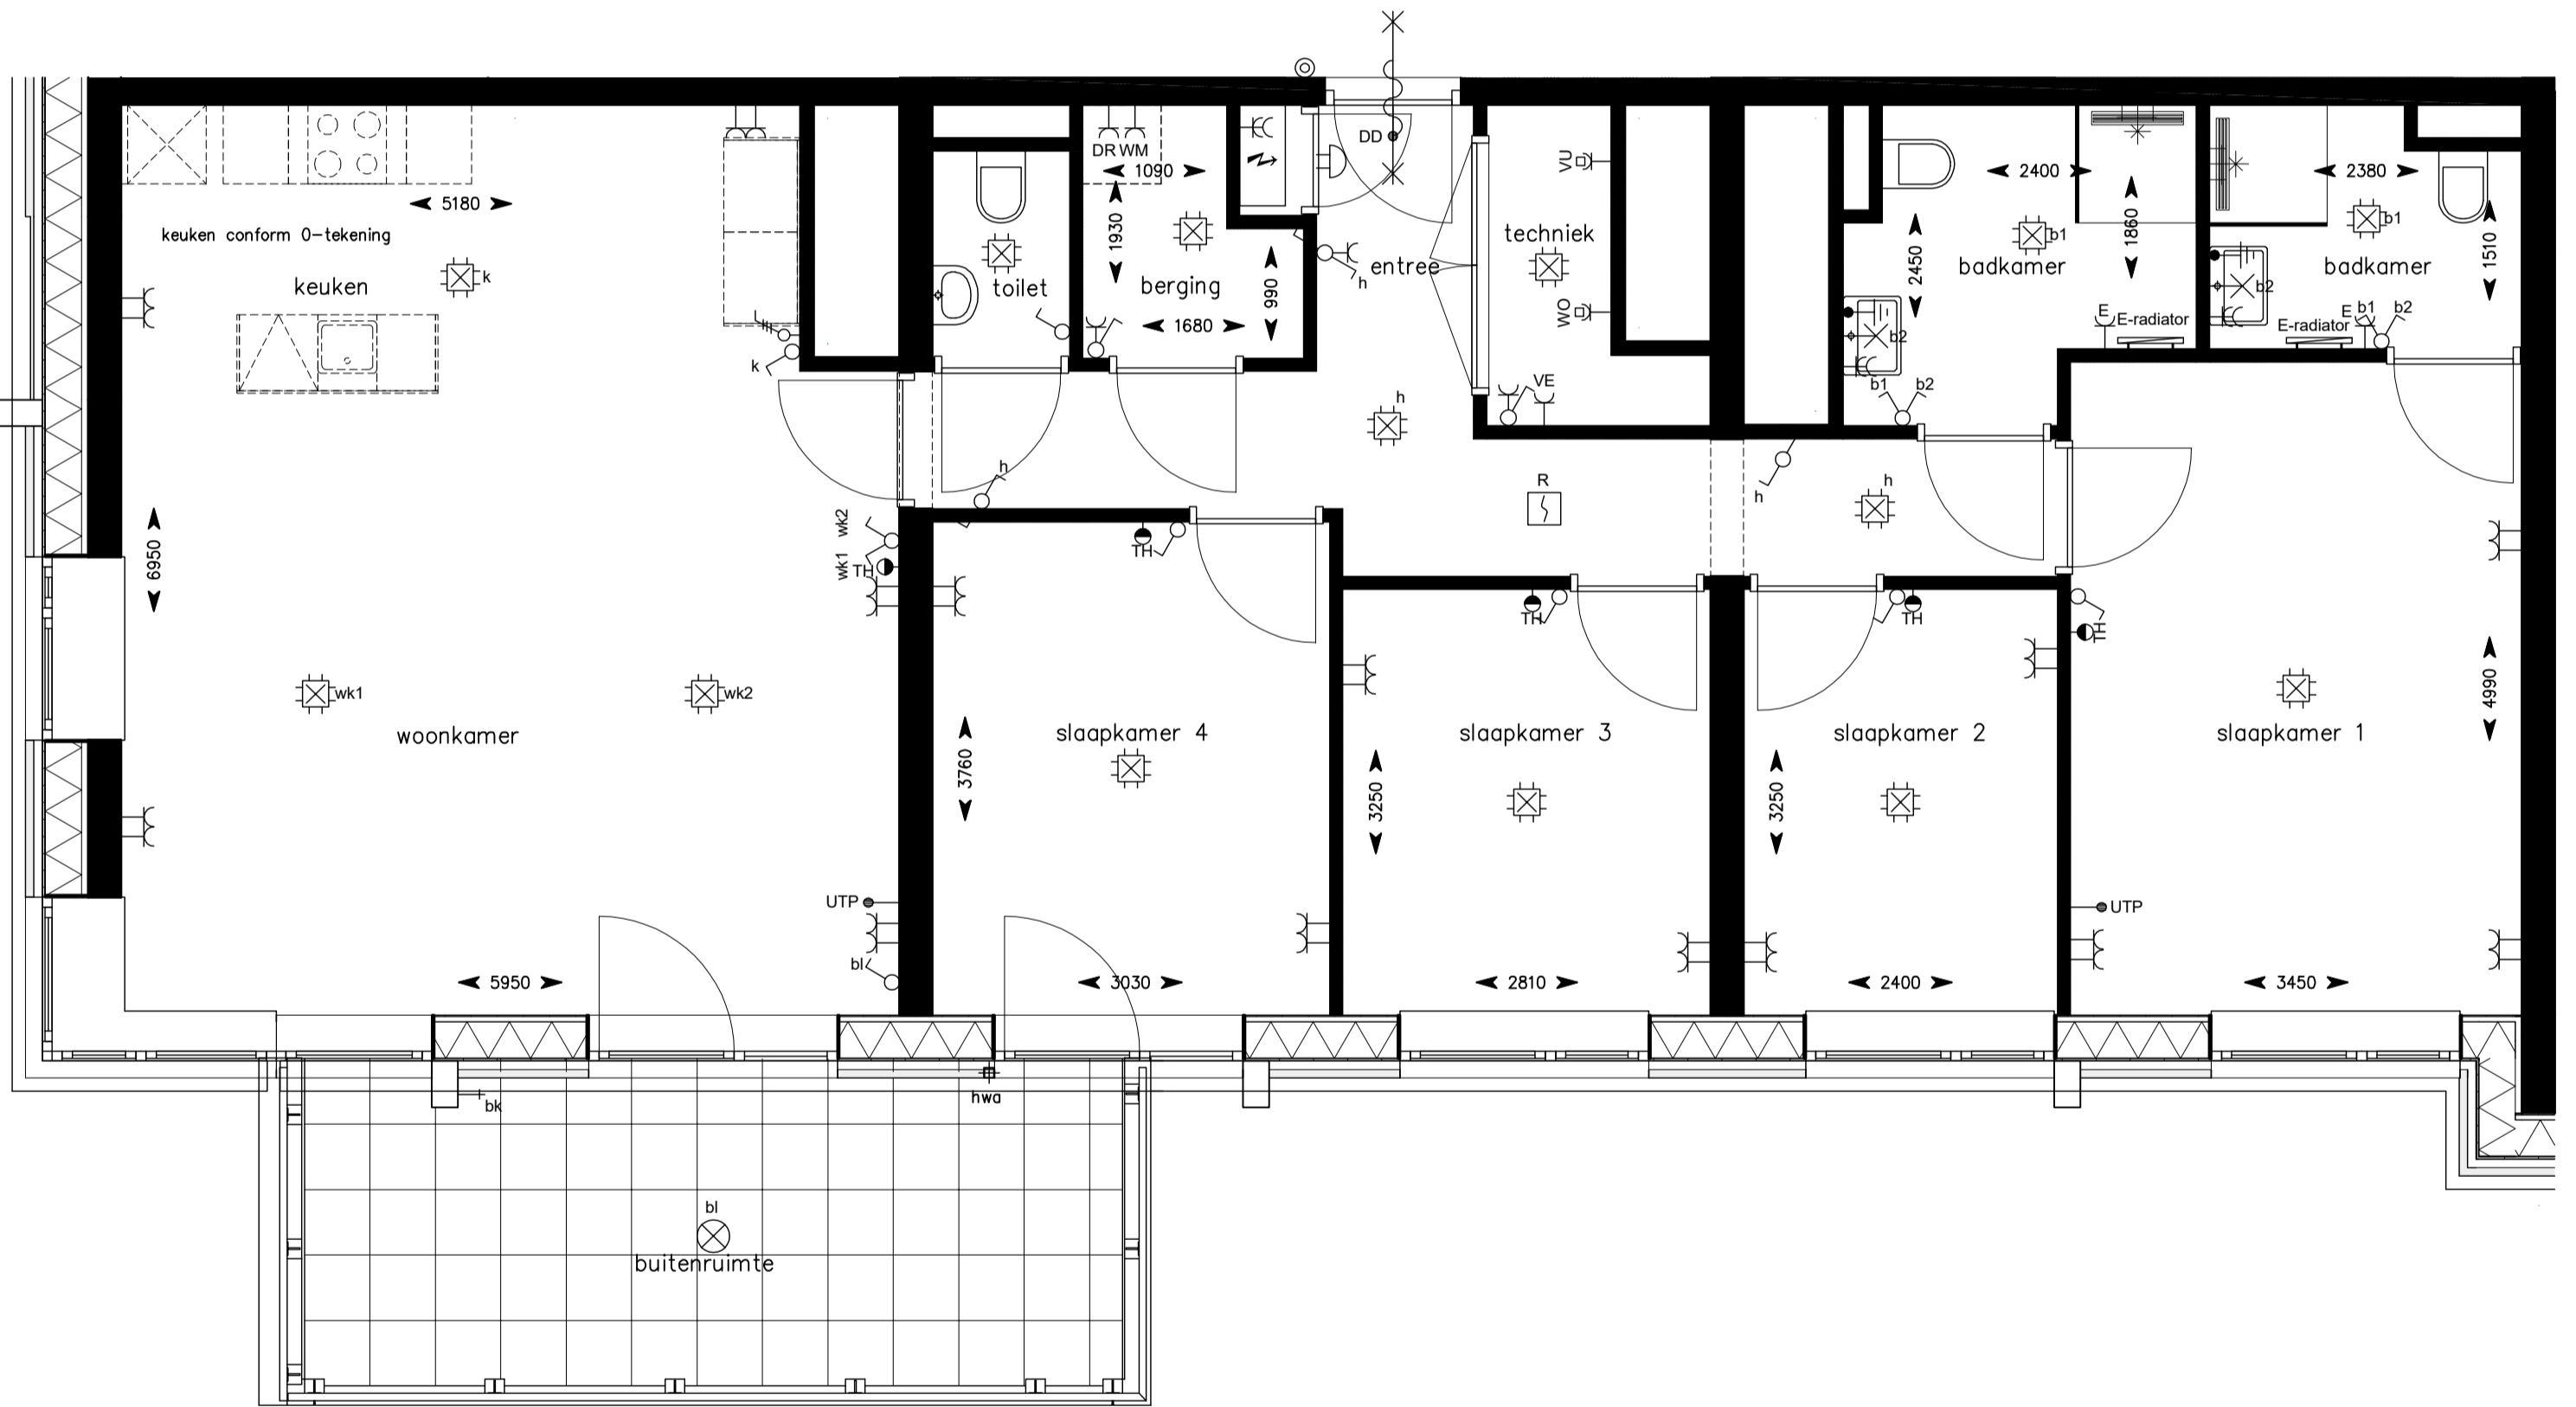 DD
DR WM
1090
5180
1930
keuken conform 0-tekening
keuken
k
k
toilet
berging
990
1680
entree
h
VU
techniek
WO
VE
h
2400
1860
2450
b1
badkamer
b2
E
E-radiator
b1 b2
2380
b1
1510
badkamer
b2
E-radiator
E b1 b2
h
R
h
h
6950
wk2
wk1
TH
TH
TH
TH
TH
wk1
wk2
woonkamer
3760
slaapkamer 4
slaapkamer 3
3250
slaapkamer 2
3250
slaapkamer 1
4990
UTP
UTP
bl
5950
3030
2810
2400
3450
bk
hwa
bl
buitenruimte